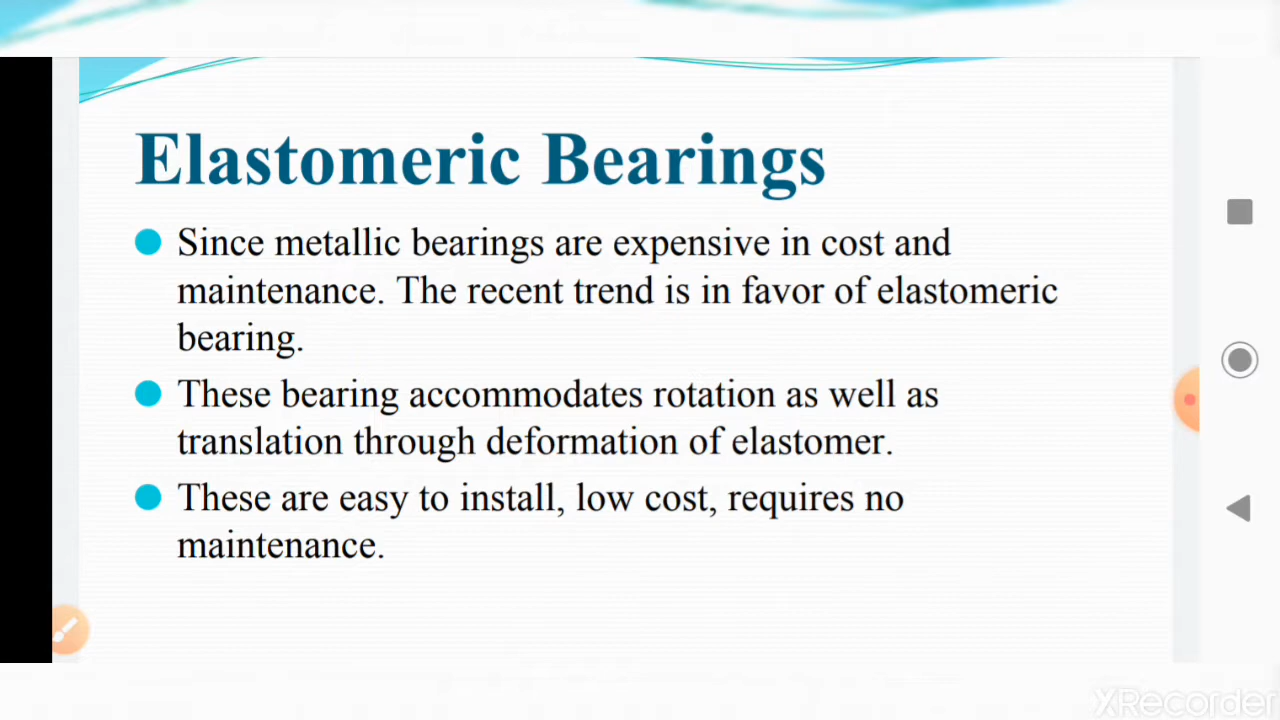 Elastomeric Bearings
Since metallic bearings are expensive in cost and
maintenance. The recent trend is in favor of elastomeric
bearing.
These bearing accommodates rotation as well as
translation through deformation of elastomer.
These are easy to install, low cost, requires no
maintenance.
XRecorder